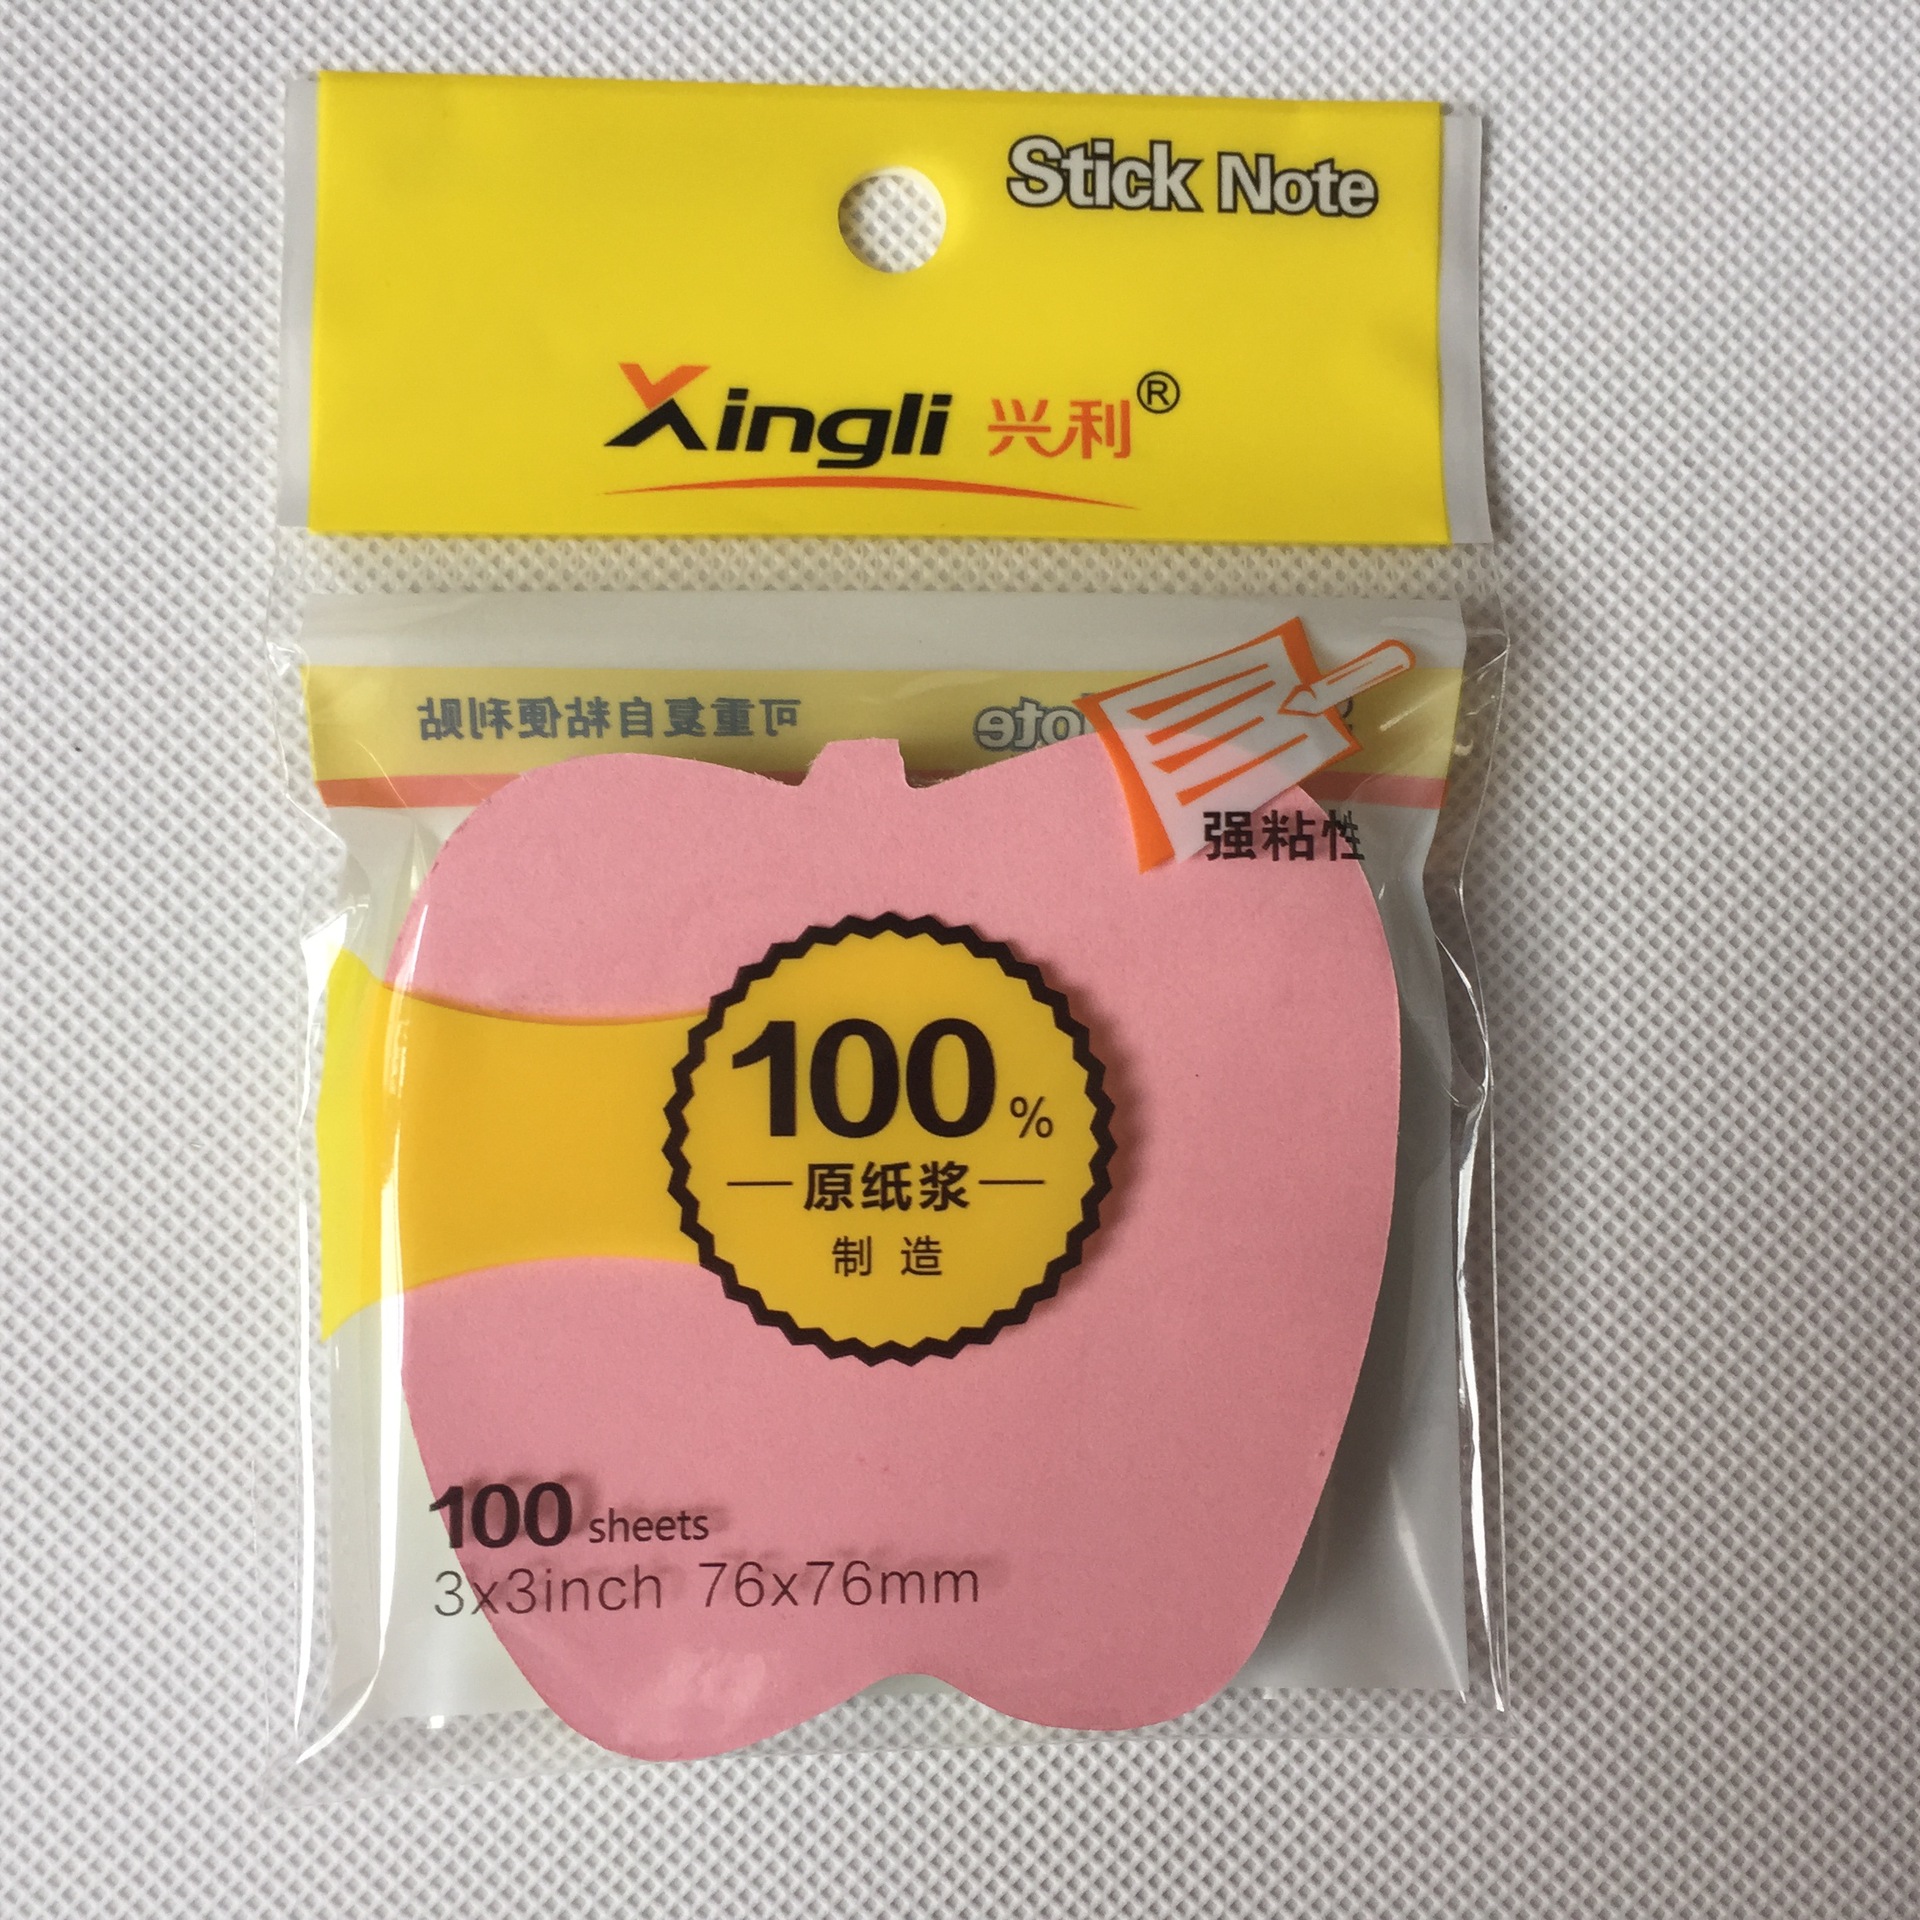 Stick Note
Xingli 兴利®
可重复自粘便利贴
Note
强粘性
100%
原纸浆
制造
100 sheets
3x3inch 76x76mm